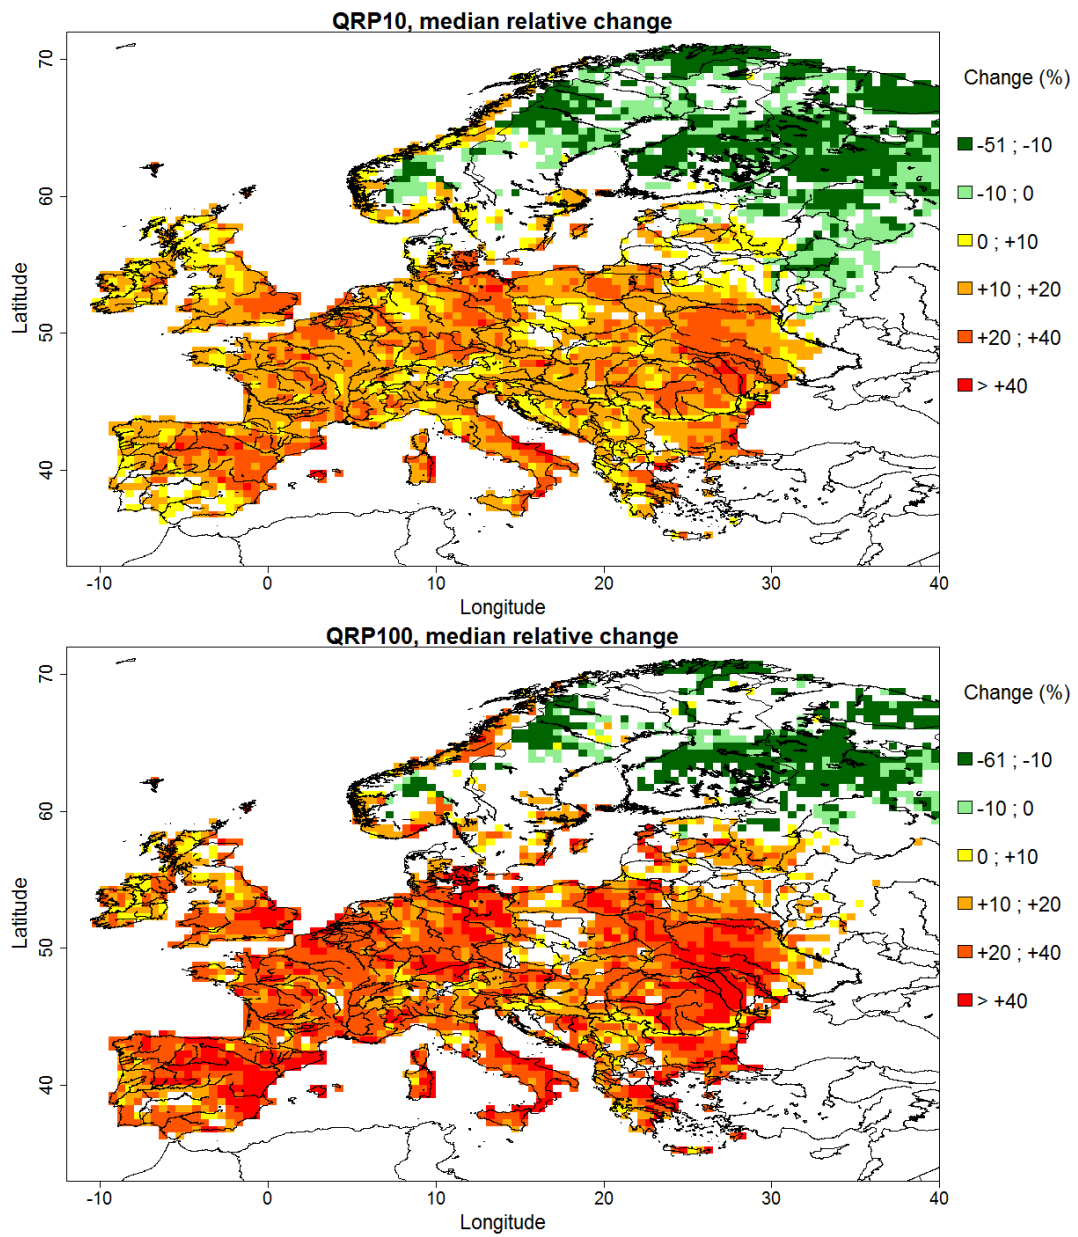 QRP10, median relative change
Change (%)
-51 ; -10
-10 ; 0
0 ; +10
+10 ; +20
+20 ; +40
> +40
Latitude
70
60
50
40
-10 0 10 20 30 40
Longitude
QRP100, median relative change
Change (%)
-61 ; -10
-10 ; 0
0 ; +10
+10 ; +20
+20 ; +40
> +40
Latitude
70
60
50
40
-10 0 10 20 30 40
Longitude